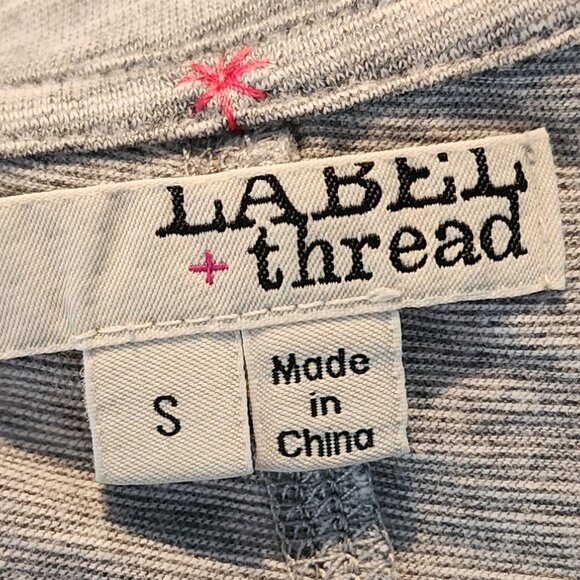 LABEL
+ thread
S
Made
in
China